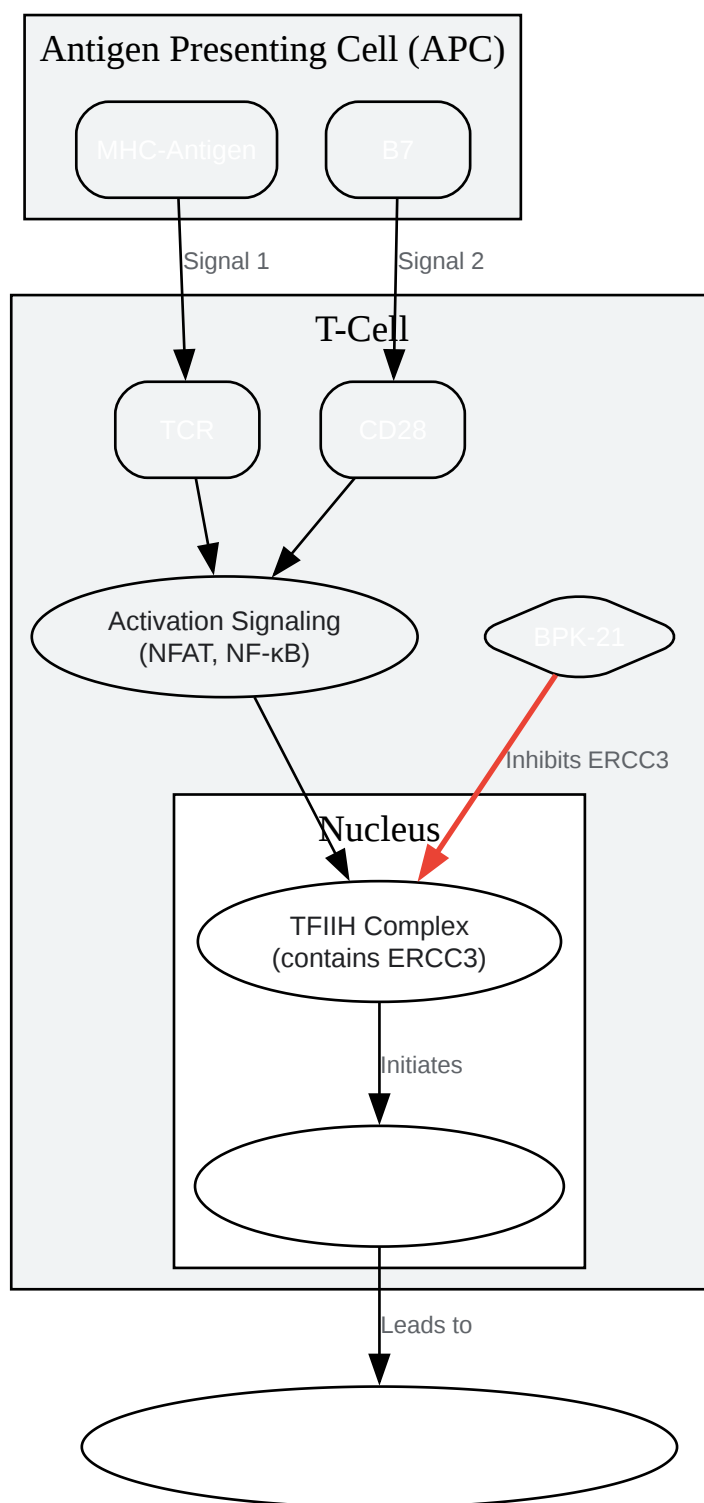 Antigen Presenting Cell (APC)
MHC-Antigen
B7
Signal 1
Signal 2
T-Cell
TCR
CD28
Activation Signaling
(NFAT, NF-κB)
BPK-21
Inhibits ERCC3
Nucleus
TFIIH Complex
(contains ERCC3)
Initiates
Leads to